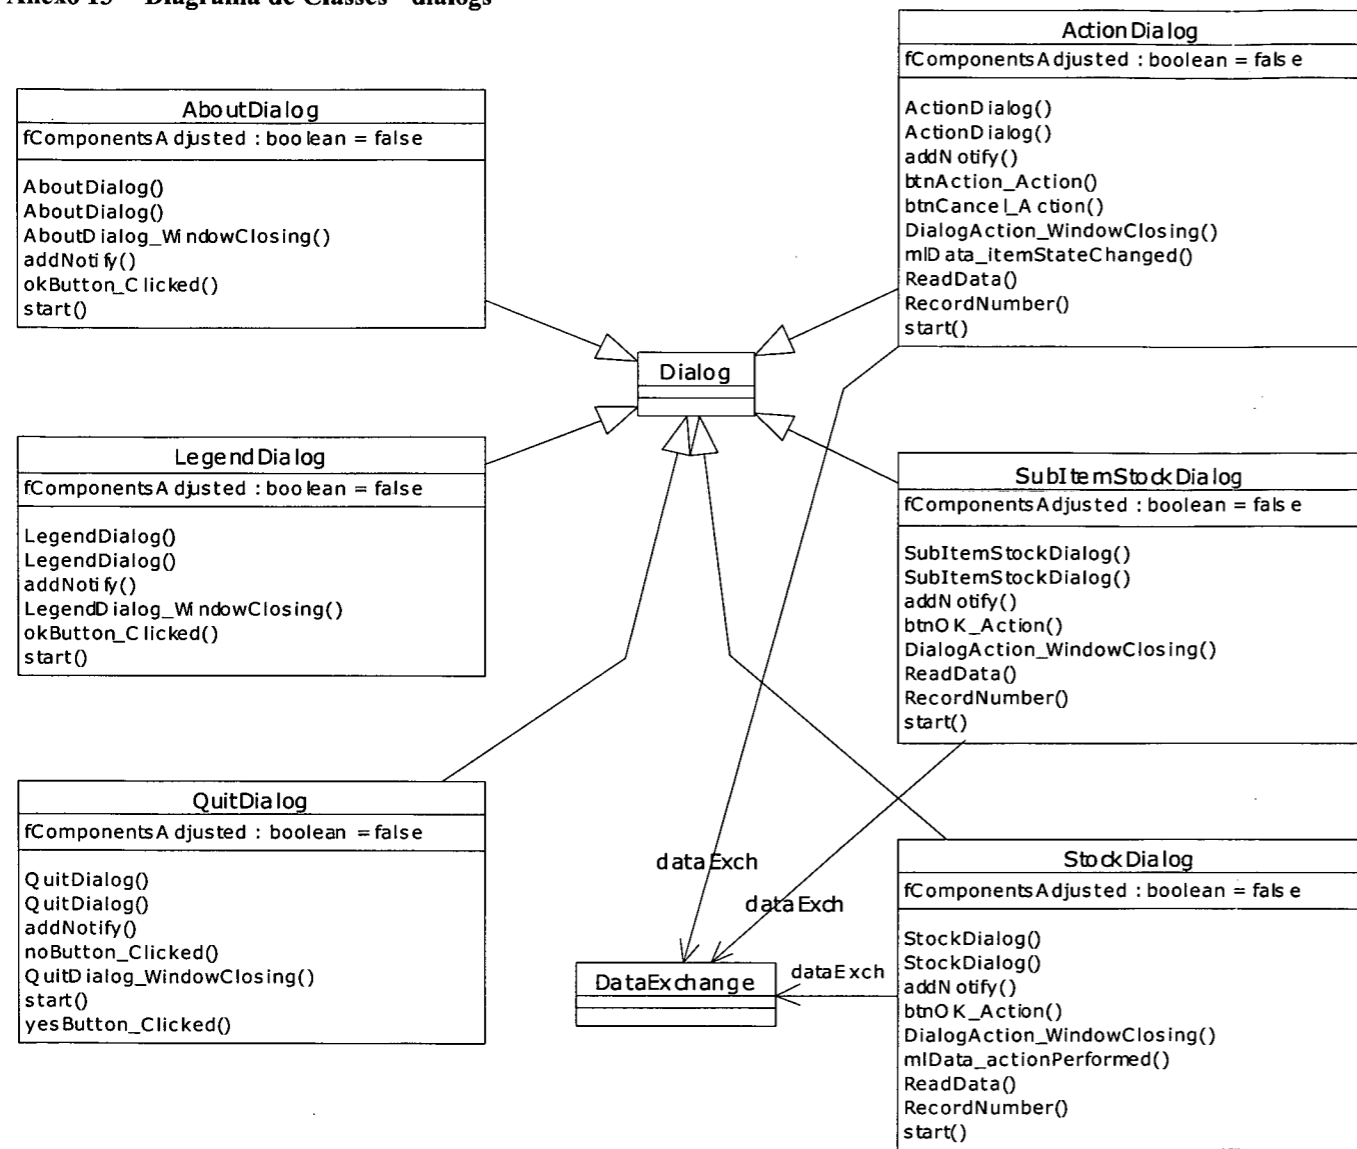 Anexo 13 - Diagrama de Classes - dialogs
AboutDialog
fComponentsAdjusted : boolean = false
AboutDialog()
AboutDialog()
AboutDialog_WindowClosing()
addNotify()
okButton_Clicked()
start()
LegendDialog
fComponentsAdjusted : boolean = false
LegendDialog()
LegendDialog()
addNotify()
LegendDialog_WindowClosing()
okButton_Clicked()
start()
QuitDialog
fComponentsAdjusted : boolean = false
QuitDialog()
QuitDialog()
addNotify()
noButton_Clicked()
QuitDialog_WindowClosing()
start()
yesButton_Clicked()
Dialog
dataExch
dataExch
dataExch
DataExchange
ActionDialog
fComponentsAdjusted : boolean = false
ActionDialog()
ActionDialog()
addNotify()
btnAction_Action()
btnCancel_Action()
DialogAction_WindowClosing()
mlData_itemStateChanged()
ReadData()
RecordNumber()
start()
SubItemStockDialog
fComponentsAdjusted : boolean = false
SubItemStockDialog()
SubItemStockDialog()
addNotify()
btnOK_Action()
DialogAction_WindowClosing()
ReadData()
RecordNumber()
start()
StockDialog
fComponentsAdjusted : boolean = false
StockDialog()
StockDialog()
addNotify()
btnOK_Action()
DialogAction_WindowClosing()
mlData_actionPerformed()
ReadData()
RecordNumber()
start()